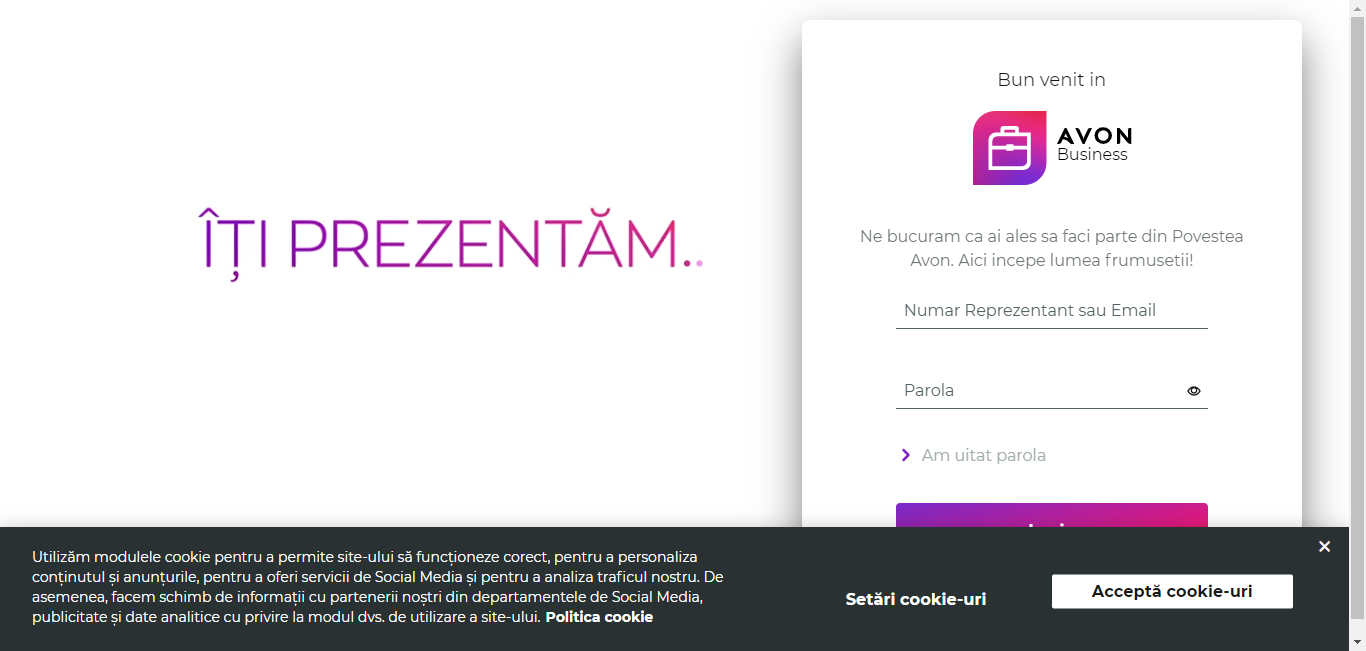 ÎȚI PREZENTĂM..
Bun venit in
AVON
Business
Ne bucuram ca ai ales sa faci parte din Povestea
Avon. Aici incepe lumea frumusetii!
Numar Reprezentant sau Email
Parola
Am uitat parola
Utilizăm modulele cookie pentru a permite site-ului să funcționeze corect, pentru a personaliza
conținutul și anunțurile, pentru a oferi servicii de Social Media și pentru a analiza traficul nostru. De
asemenea, facem schimb de informații cu partenerii noștri din departamentele de Social Media,
publicitate și date analitice cu privire la modul dvs. de utilizare a site-ului. Politica cookie
Setări cookie-uri
Acceptă cookie-uri